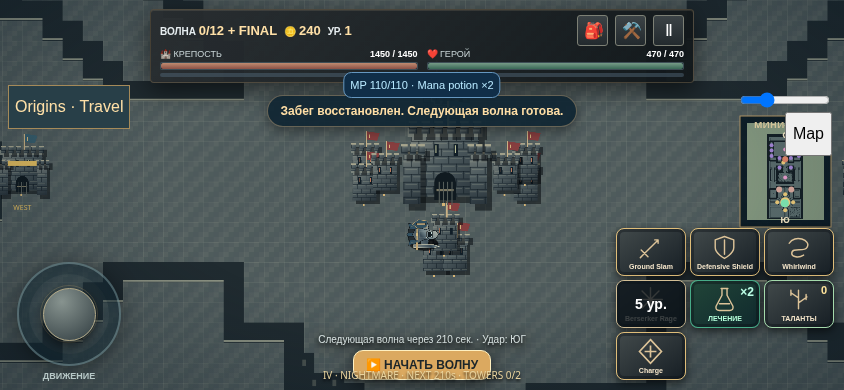 ВОЛНА 0/12 + FINAL 240 УР. 1
КРЕПОСТЬ 1450 / 1450 ГЕРОЙ 470 / 470
MP 110/110 · Mana potion ×2
Забег восстановлен. Следующая волна готова.
Origins · Travel
Map
WEST
Ю
Ground Slam
Defensive Shield
Whirlwind
5 ур.
Berserker Rage
×2
ЛЕЧЕНИЕ
0
ТАЛАНТЫ
Charge
ДВИЖЕНИЕ
Следующая волна через 210 сек. · Удар: ЮГ
НАЧАТЬ ВОЛНУ
IV · NIGHTMARE · NEXT 210s · TOWERS 0/2